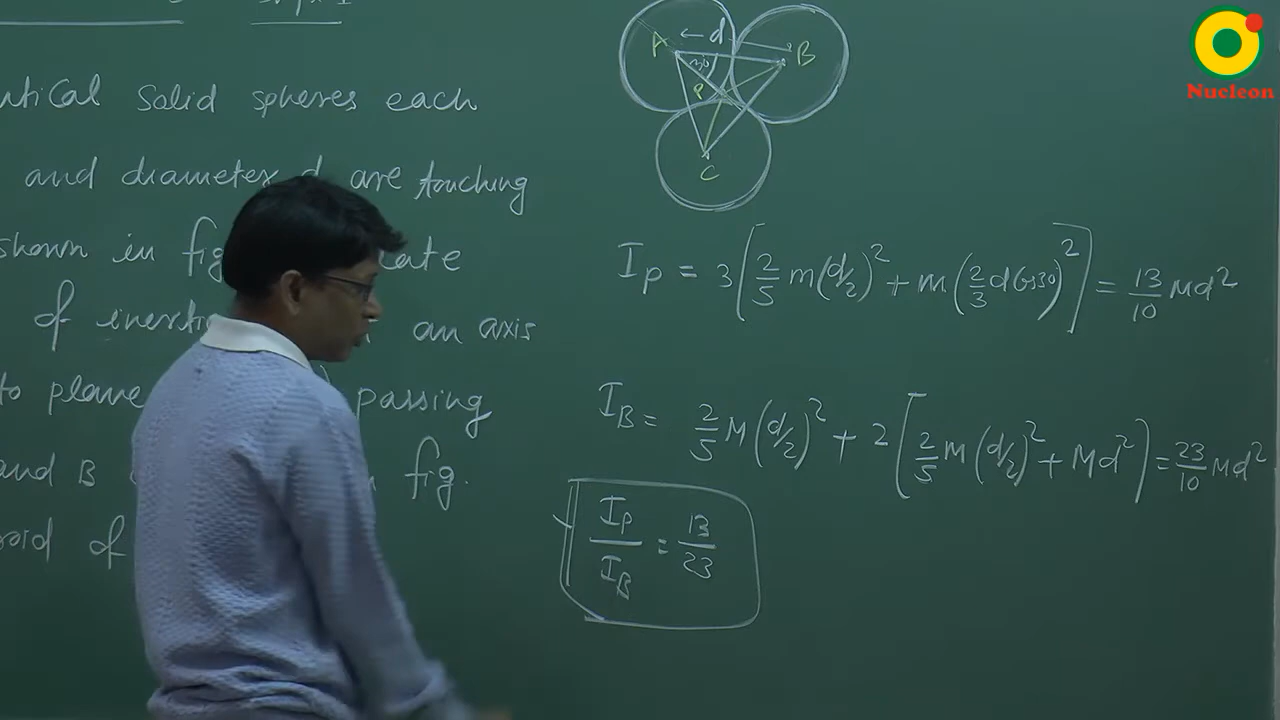 Solid spheres each
and diameter d are touching
shown in fig
of inertia an axis
to plane passing
and B fig.
of
A ← d B
30
P
C
I_P = 3[2/5 m(d/2)² + m(2/3 d Cos30)²] = 13/10 Md²
I_B = 2/5 M(d/2)² + 2[2/5 m(d/2)² + Md²] = 23/10 Md²
I_P/I_B = 13/23
Nucleon